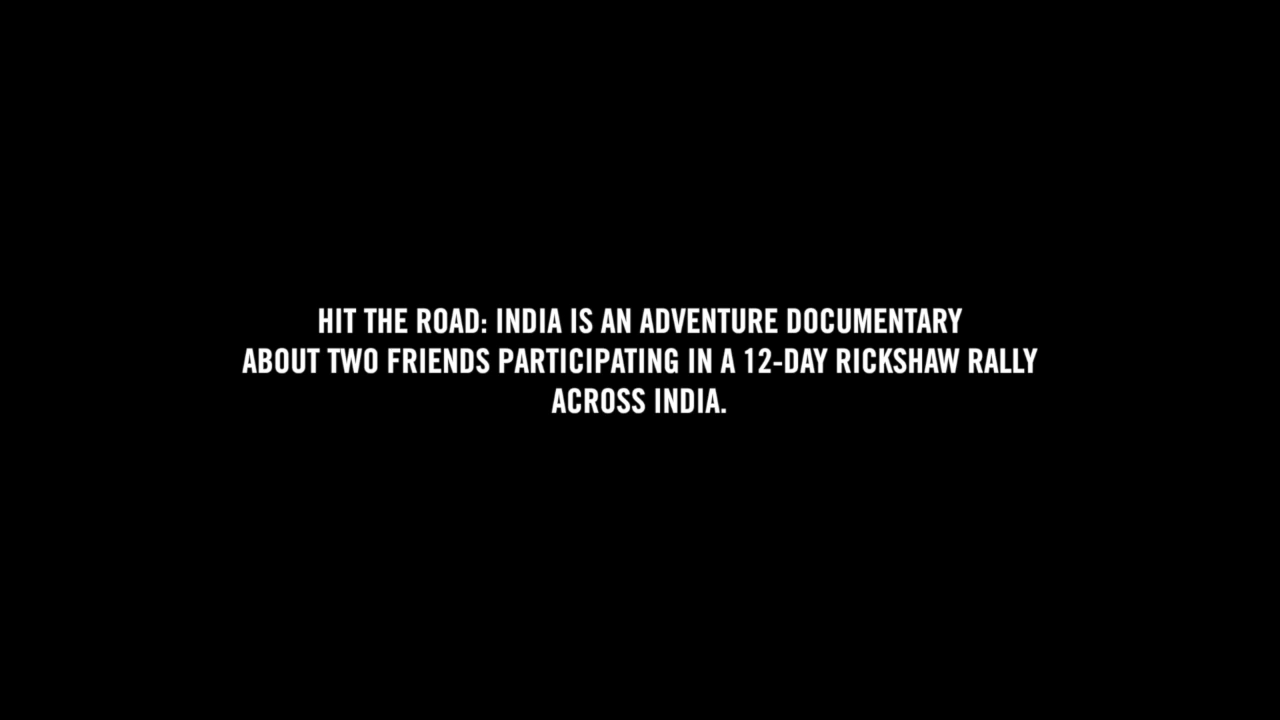 HIT THE ROAD: INDIA IS AN ADVENTURE DOCUMENTARY
ABOUT TWO FRIENDS PARTICIPATING IN A 12-DAY RICKSHAW RALLY
ACROSS INDIA.